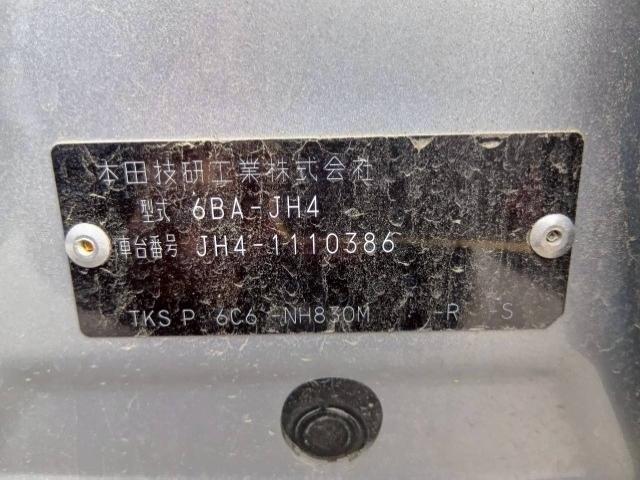 本田技研工業株式会社
型式 6BA-JH4
車台番号 JH4-1110386
TKS P 6C6 -NH830M -R -S